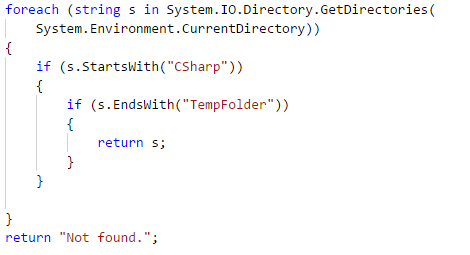 foreach (string s in System.IO.Directory.GetDirectories(
    System.Environment.CurrentDirectory))
{
    if (s.StartsWith("CSharp"))
    {
        if (s.EndsWith("TempFolder"))
        {
            return s;
        }
    }

}
return "Not found.";